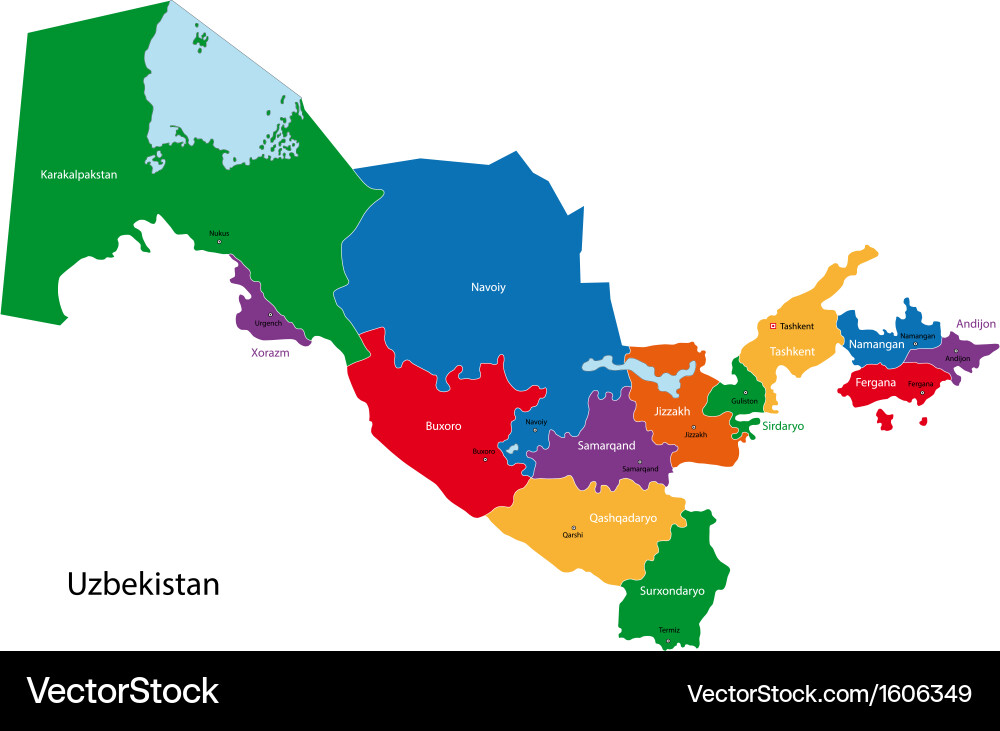 Karakalpakstan
Nukus
Navoiy
Urgench
Xorazm
Tashkent
Tashkent
Andijon
Namangan
Namangan
Andijon
Fergana
Fergana
Guliston
Sirdaryo
Jizzakh
Jizzakh
Buxoro
Buxoro
Navoiy
Samarqand
Samarqand
Qashqadaryo
Qarshi
Surxondaryo
Termiz
Uzbekistan
VectorStock
VectorStock.com/1606349